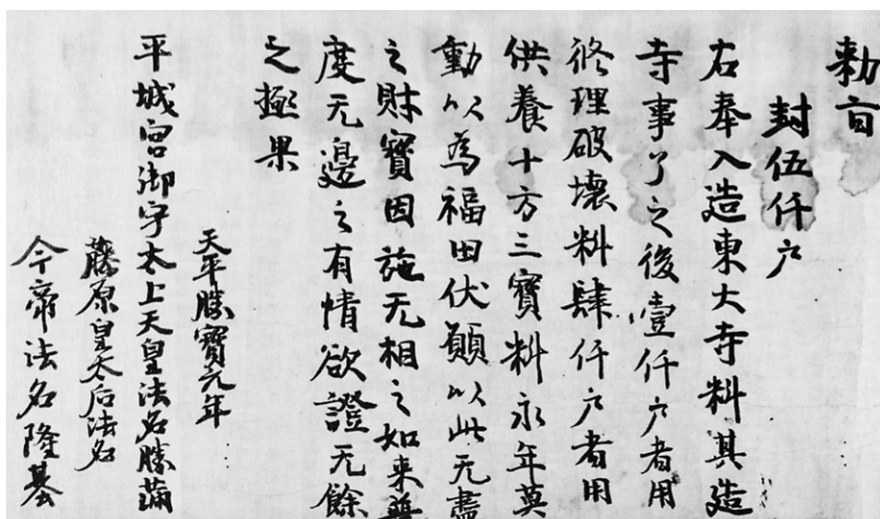 勅旨
封伍仟戸
右奉入造東大寺料其造
寺事了之後壹仟戸者用
修理破壞料肆仟戸者用
供養十方三寶料永年莫
動以為福田伏願以此无盡
之財寶因施无相之如来普
度无邊之有情欲證无餘
之極果
天平勝寶元年
平城宮御宇太上天皇法名勝滿
藤原皇太后法名
今帝法名隆基